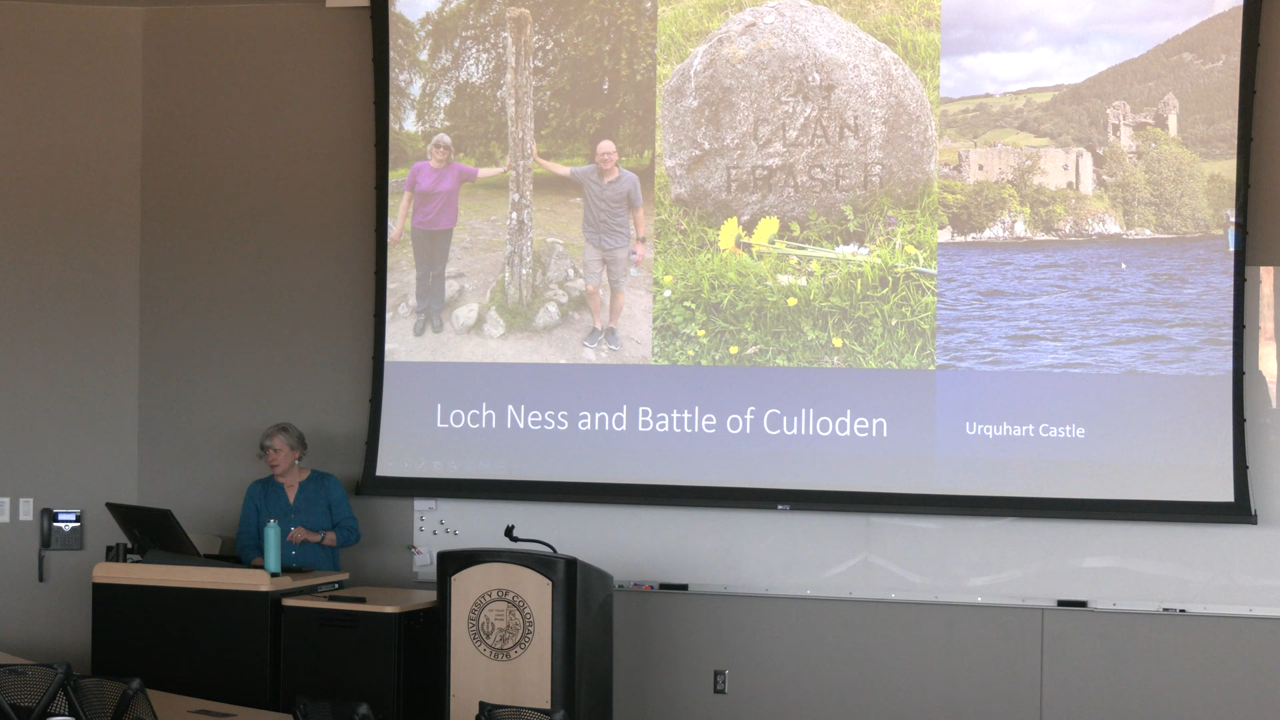 CLAN
FRASER
Loch Ness and Battle of Culloden
Urquhart Castle
UNIVERSITY OF COLORADO
1876